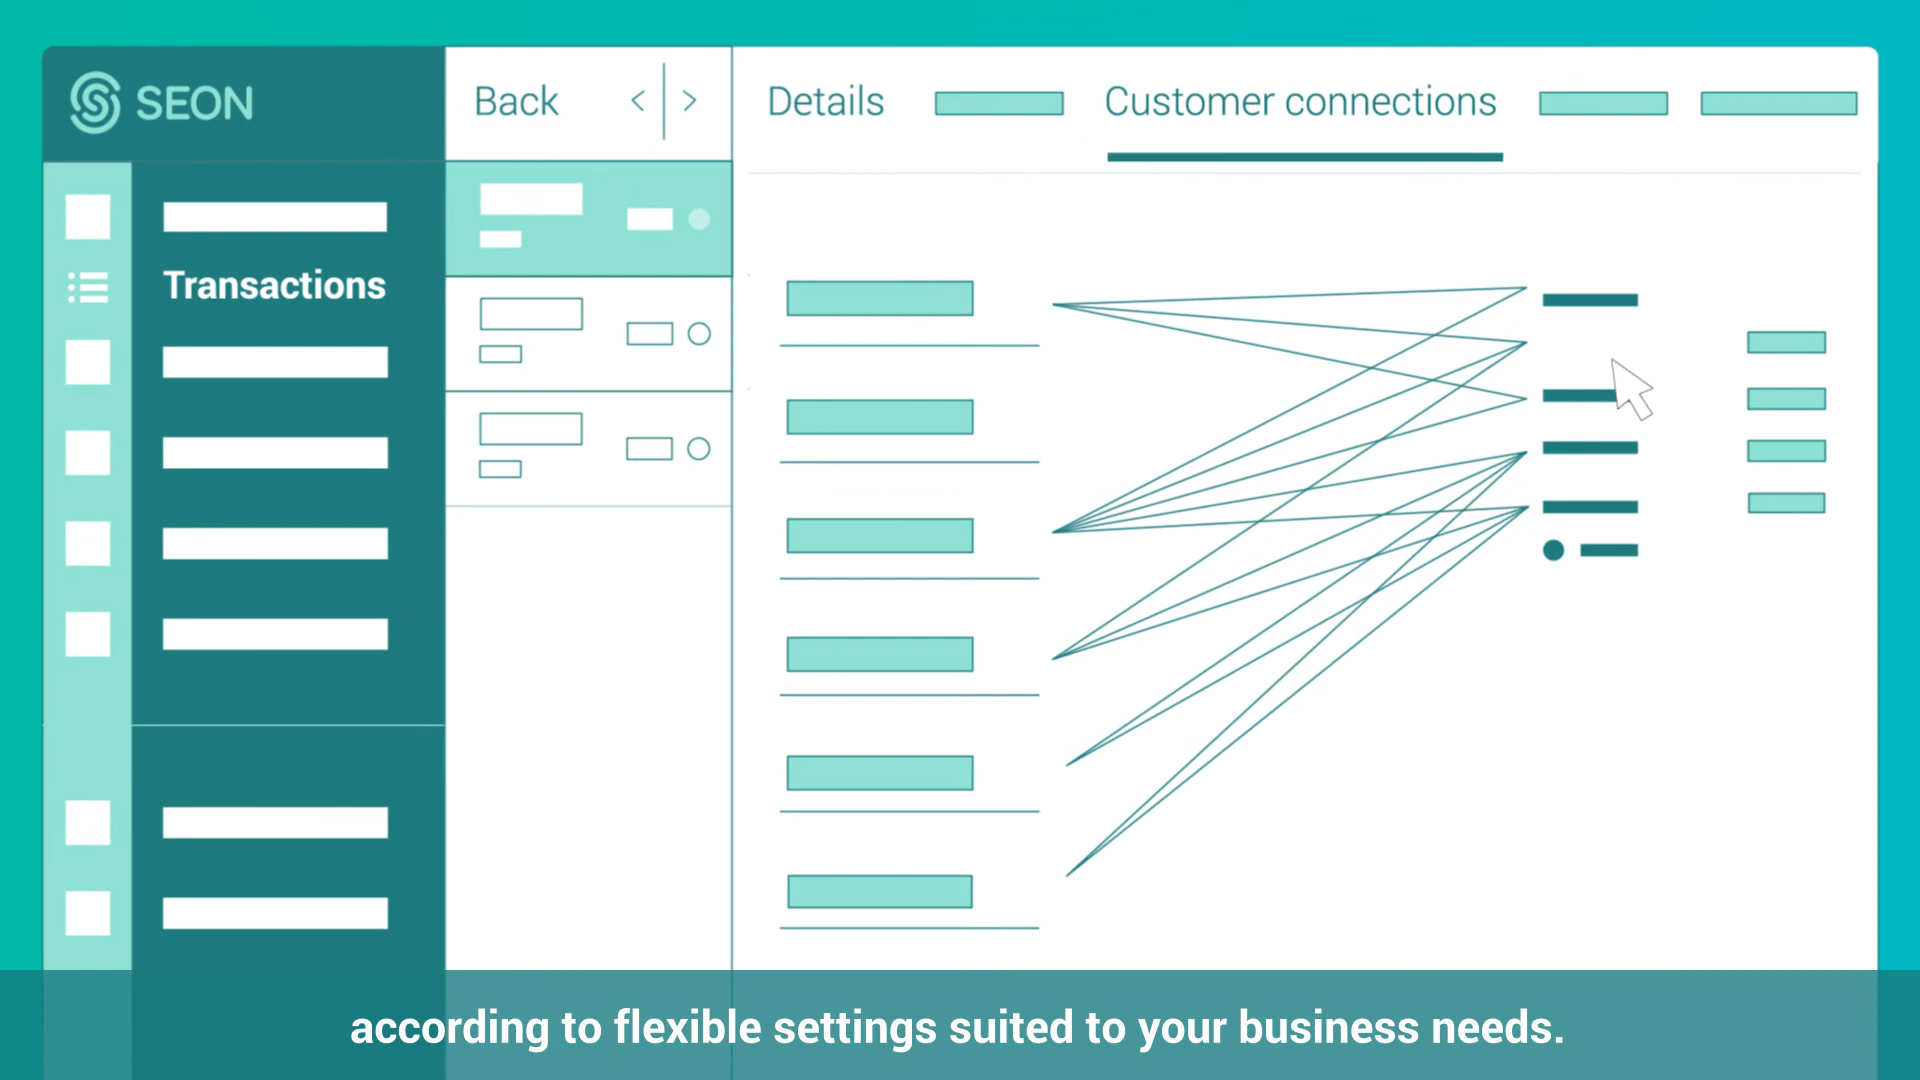 SEON
Back
Details
Customer connections
Transactions
according to flexible settings suited to your business needs.